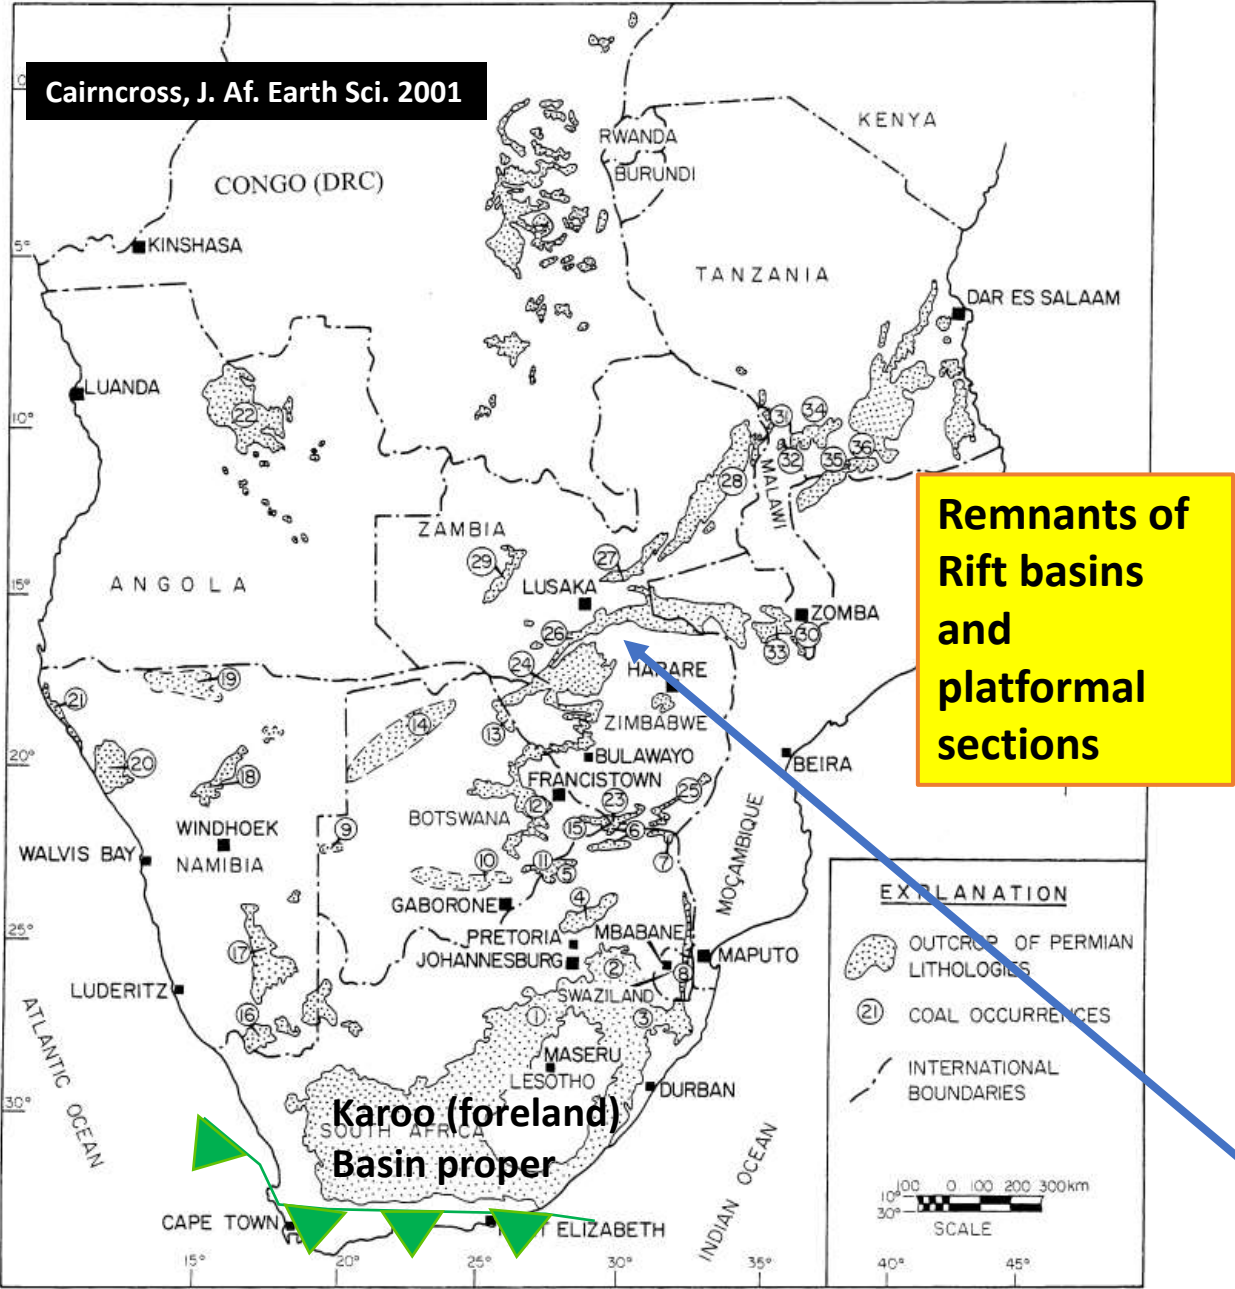 Cairncross, J. Af. Earth Sci. 2001
KENYA
RWANDA
BURUNDI
CONGO (DRC)
KINSHASA
5°
TANZANIA
DAR ES SALAAM
LUANDA
22
10°
31
34
32
35
36
28
MALAWI
Remnants of
Rift basins
and
platformal
sections
ZAMBIA
29
27
ANGOLA
LUSAKA
15°
ZOMBA
30
33
26
24
HARARE
19
21
14
13
ZIMBABWE
20°
20
18
BULAWAYO
BEIRA
FRANCISTOWN
25
23
12
BOTSWANA
15
6
9
WINDHOEK
WALVIS BAY
NAMIBIA
10
11
5
7
MOÇAMBIQUE
GABORONE
4
EXPLANATION
25°
PRETORIA
MBABANE
17
JOHANNESBURG
2
8
MAPUTO
OUTCROP OF PERMIAN
LITHOLOGIES
LUDERITZ
SWAZILAND
16
1
3
21
COAL OCCURRENCES
ATLANTIC OCEAN
MASERU
LESOTHO
DURBAN
INTERNATIONAL
BOUNDARIES
30°
Karoo (foreland)
SOUTH AFRICA
Basin proper
INDIAN OCEAN
100 0 100 200 300km
10°
30°
SCALE
CAPE TOWN
ELIZABETH
15°
20°
25°
30°
35°
40°
45°